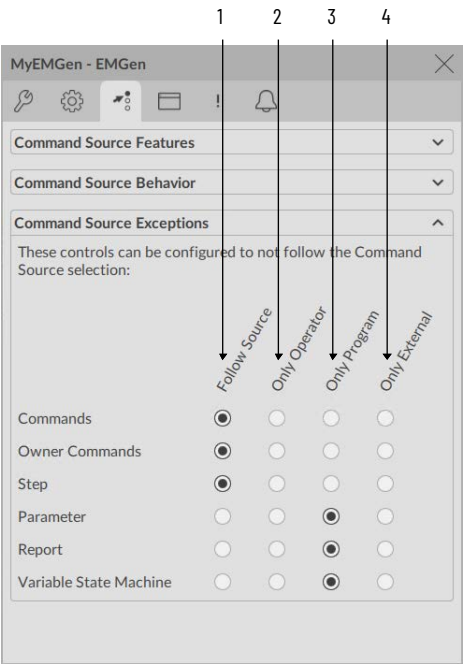 1 2 3 4
MyEMGen - EMGen
!
Command Source Features
Command Source Behavior
Command Source Exceptions
These controls can be configured to not follow the Command
Source selection:
Follow Source
Only Operator
Only Program
Only External
Commands
Owner Commands
Step
Parameter
Report
Variable State Machine